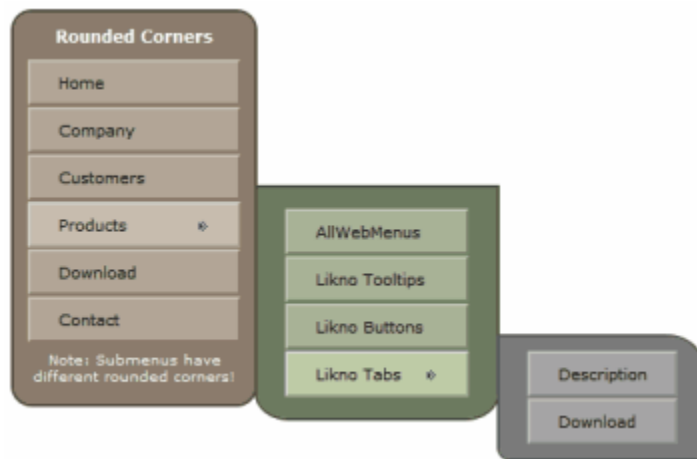 Rounded Corners
Home
Company
Customers
Products
Download
Contact
Note: Submenus have
different rounded corners!
AllWebMenus
Likno Tooltips
Likno Buttons
Likno Tabs
Description
Download